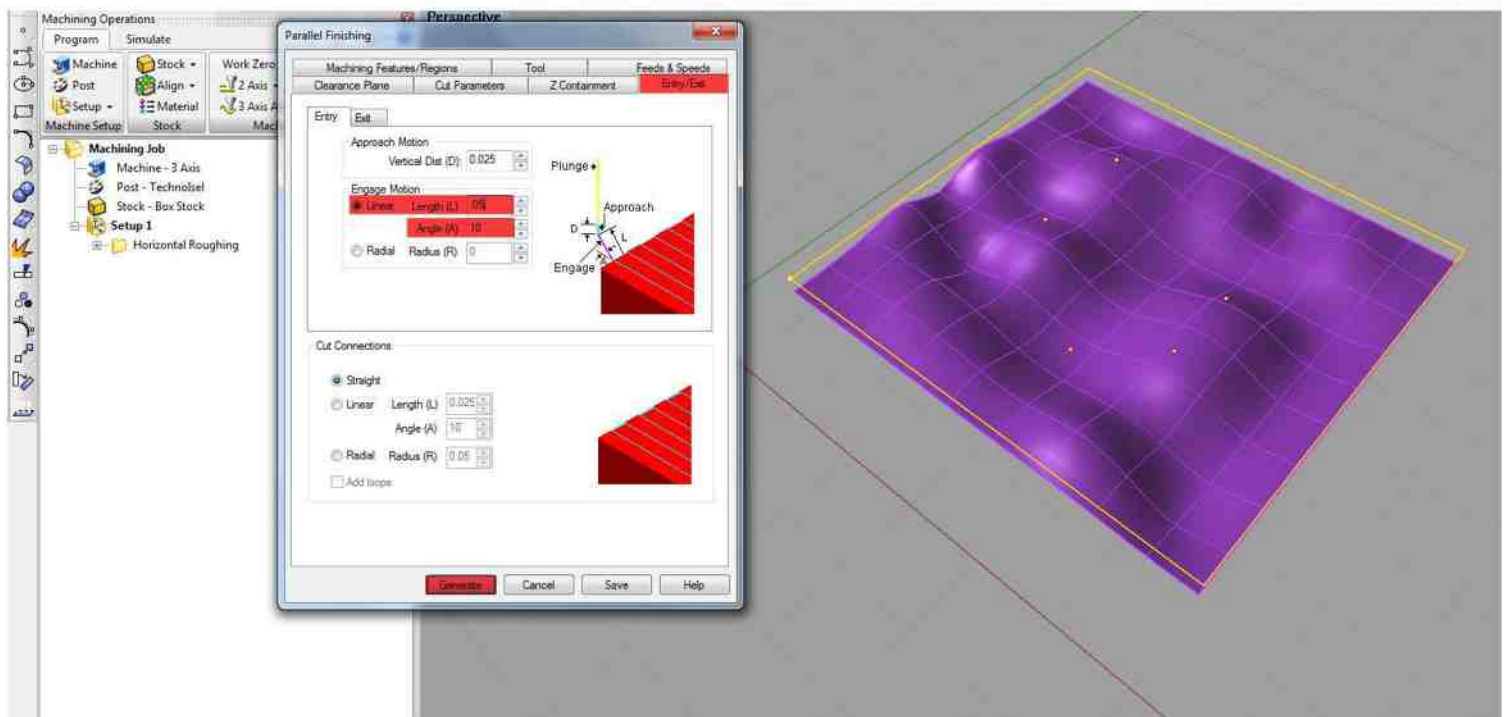 Machining Operations
Perspective
Program Simulate
Machine Stock Work Zero
Post Align 2 Axis
Setup Material 3 Axis A
Machine Setup Stock Mac
Machining Job
Machine - 3 Axis
Post - TechnoIsel
Stock - Box Stock
Setup 1
Horizontal Roughing
Parallel Finishing
Machining Features/Regions Tool Feeds & Speeds
Clearance Plane Cut Parameters Z Containment Entry/Exit
Entry Exit
Approach Motion
Vertical Dist (D): 0.025
Engage Motion
Linear Length (L) .05
Angle (A) 10
Radial Radius (R) 0
Plunge
Approach
D L
A
Engage
Cut Connections
Straight
Linear Length (L) 0.025
Angle (A) 10
Radial Radius (R) 0.05
Add loops
Generate Cancel Save Help